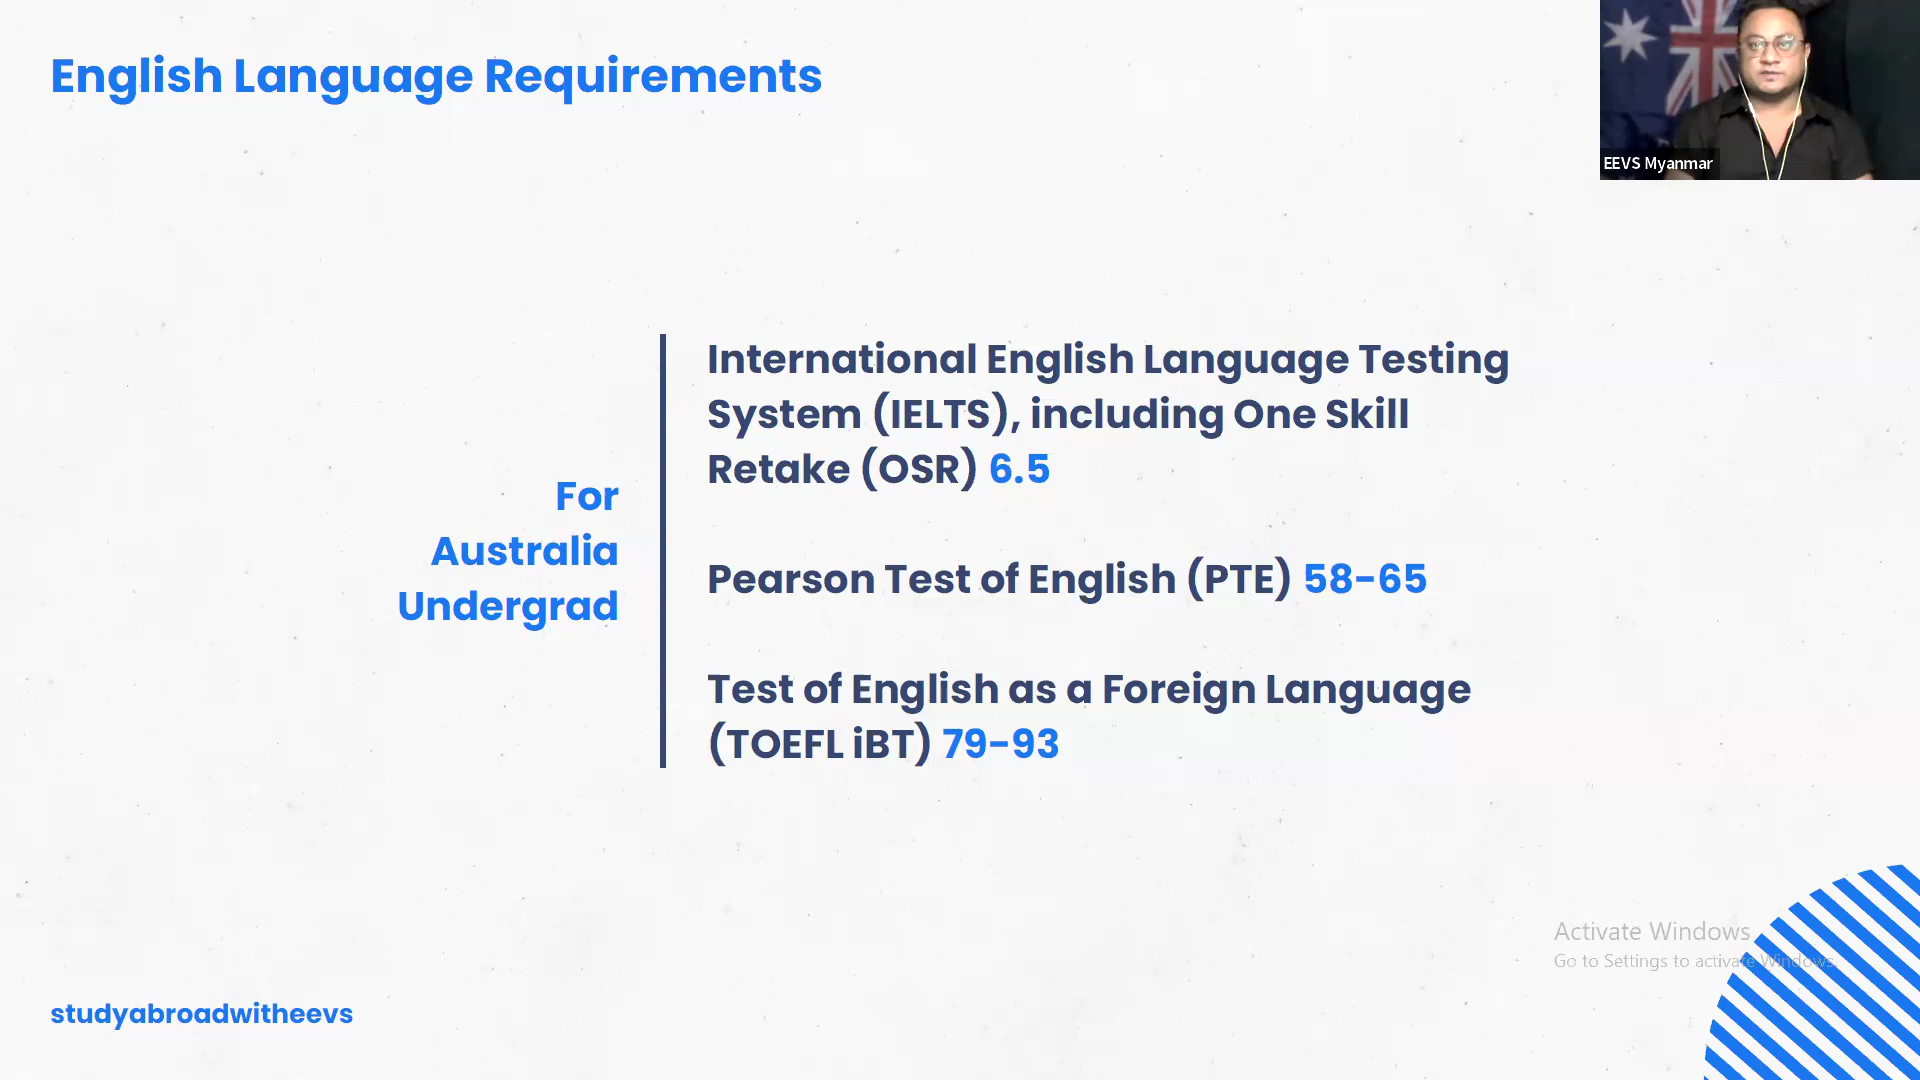 English Language Requirements
EEVS Myanmar
For
Australia
Undergrad
International English Language Testing
System (IELTS), including One Skill
Retake (OSR) 6.5
Pearson Test of English (PTE) 58-65
Test of English as a Foreign Language
(TOEFL iBT) 79-93
Activate Windows
Go to Settings to activate Windows.
studyabroadwitheevs